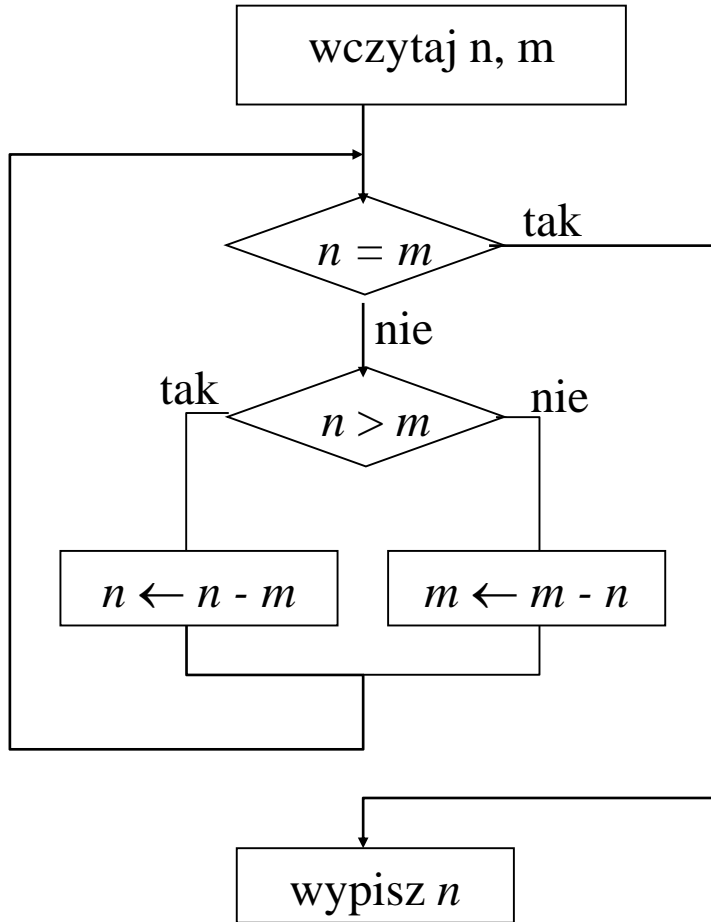 wczytaj n, m
tak
n = m
nie
tak
nie
n > m
n ← n - m
m ← m - n
wypisz n